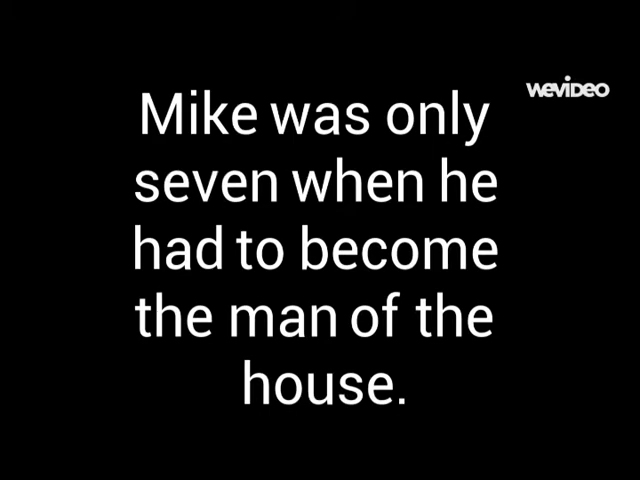 WEVIDEO
Mike was only
seven when he
had to become
the man of the
house.